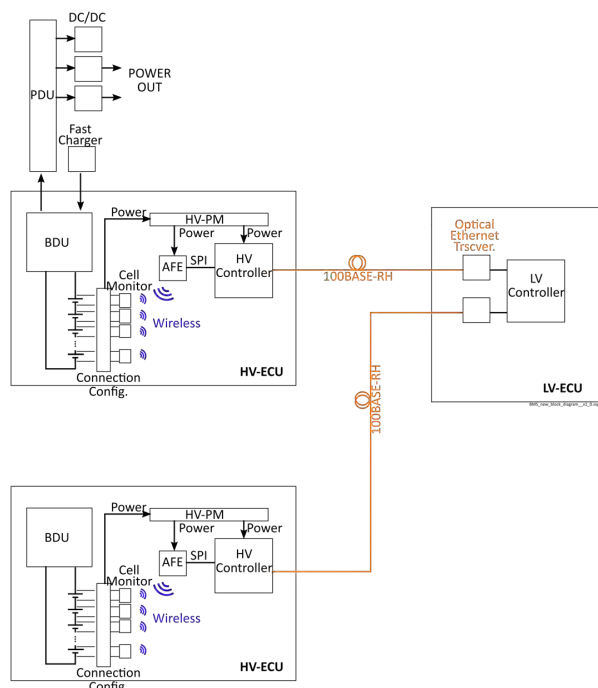 DC/DC
PDU
POWER
OUT
Fast
Charger
BDU
Power
HV-PM
Power
Power
AFE
SPI
HV
Controller
Cell
Monitor
Wireless
Connection
Config.
HV-ECU
100BASE-RH
Optical
Ethernet
Trscver.
LV
Controller
LV-ECU
100BASE-RH
BDU
Power
HV-PM
Power
Power
AFE
SPI
HV
Controller
Cell
Monitor
Wireless
Connection
Config.
HV-ECU